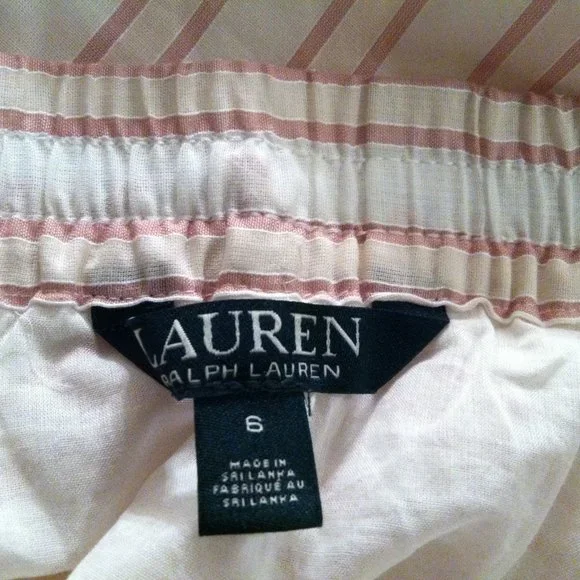 LAUREN
RALPH LAUREN
6
MADE IN
SRI LANKA
FABRIQUÉ AU
SRI LANKA